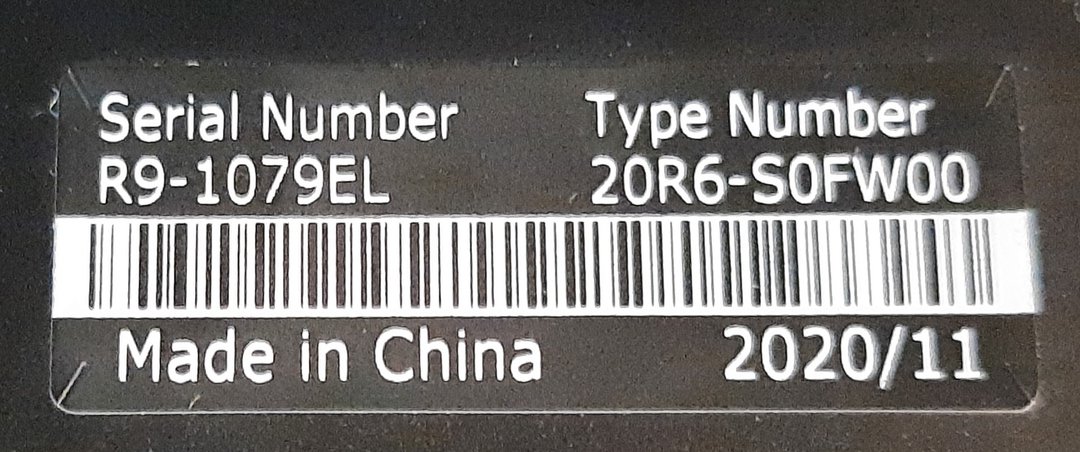 Serial Number Type Number
R9-1079EL 20R6-S0FW00
Made in China 2020/11